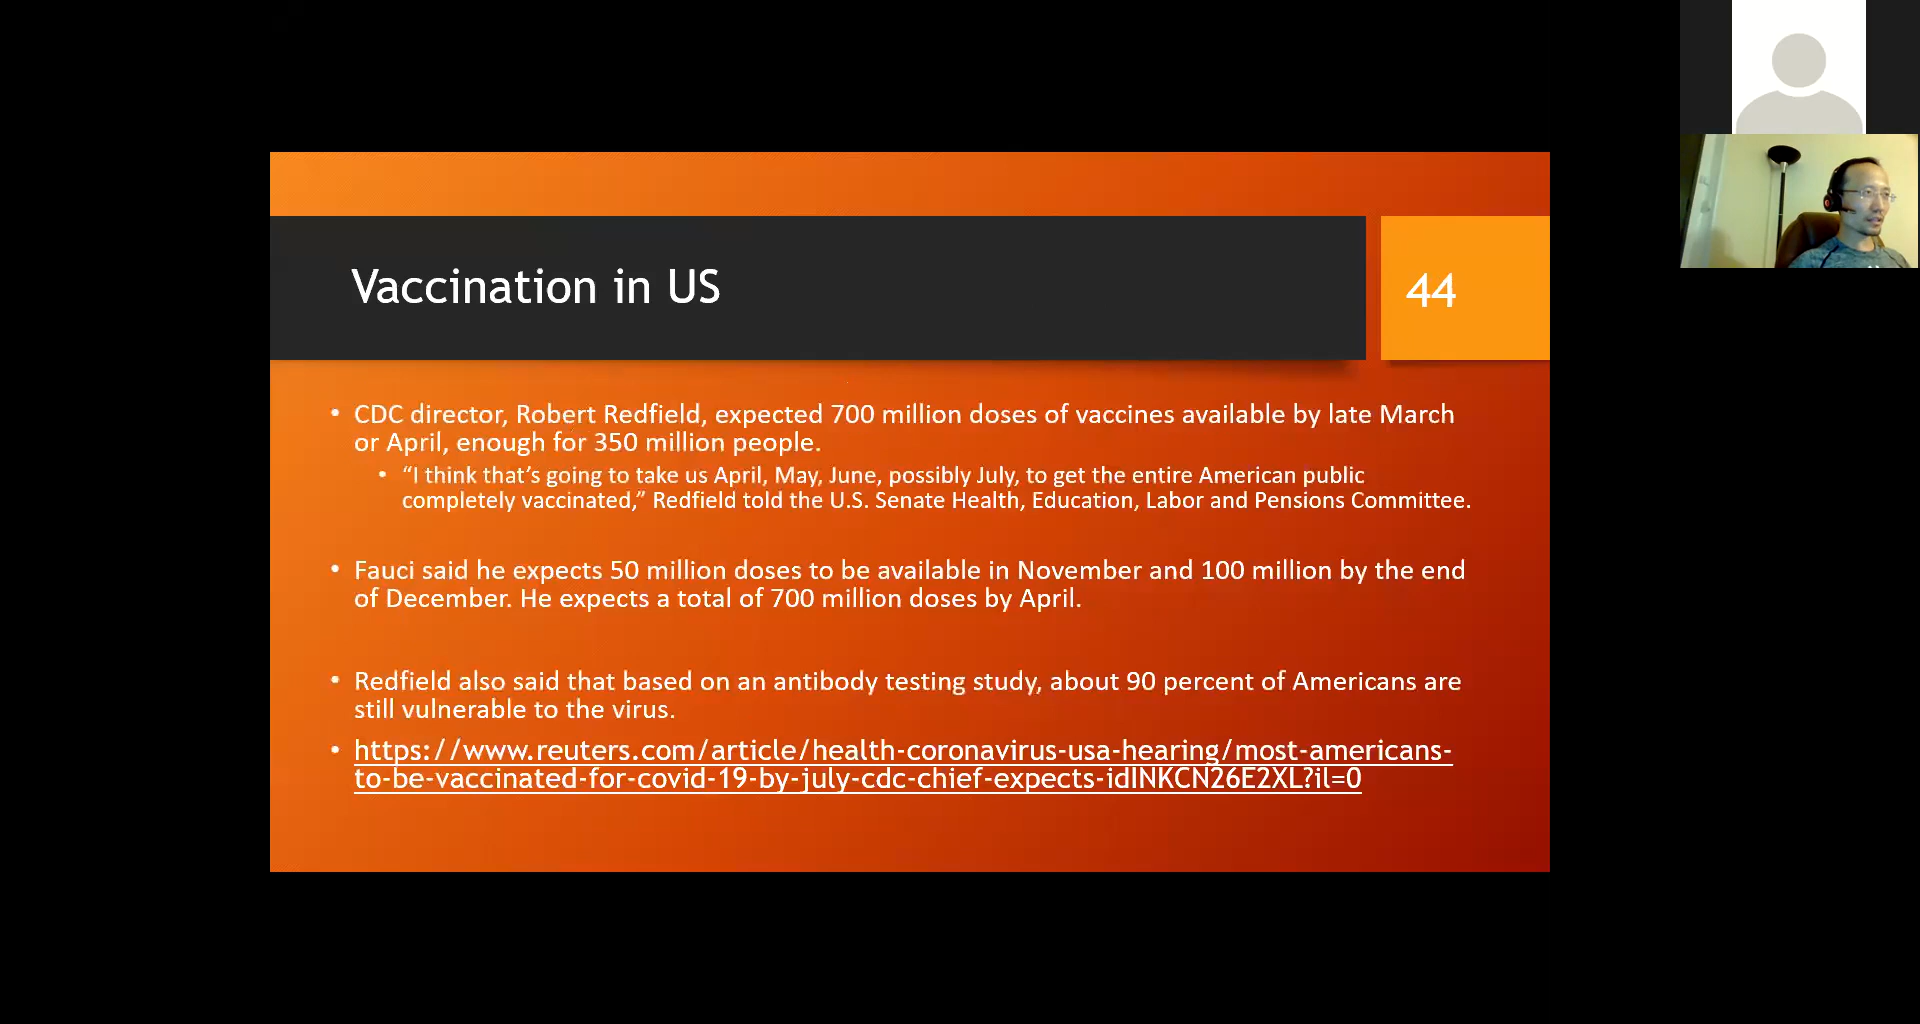 Vaccination in US
44
• CDC director, Robert Redfield, expected 700 million doses of vaccines available by late March
or April, enough for 350 million people.
• “I think that’s going to take us April, May, June, possibly July, to get the entire American public
completely vaccinated,” Redfield told the U.S. Senate Health, Education, Labor and Pensions Committee.
• Fauci said he expects 50 million doses to be available in November and 100 million by the end
of December. He expects a total of 700 million doses by April.
• Redfield also said that based on an antibody testing study, about 90 percent of Americans are
still vulnerable to the virus.
• https://www.reuters.com/article/health-coronavirus-usa-hearing/most-americans-
to-be-vaccinated-for-covid-19-by-july-cdc-chief-expects-idINKCN26E2XL?il=0